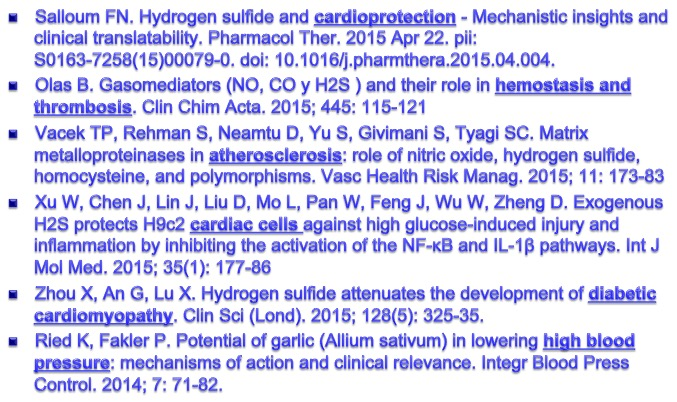 Salloum FN. Hydrogen sulfide and cardioprotection - Mechanistic insights and
clinical translatability. Pharmacol Ther. 2015 Apr 22. pii:
S0163-7258(15)00079-0. doi: 10.1016/j.pharmthera.2015.04.004.
Olas B. Gasomediators (NO, CO y H2S ) and their role in hemostasis and
thrombosis. Clin Chim Acta. 2015; 445: 115-121
Vacek TP, Rehman S, Neamtu D, Yu S, Givimani S, Tyagi SC. Matrix
metalloproteinases in atherosclerosis: role of nitric oxide, hydrogen sulfide,
homocysteine, and polymorphisms. Vasc Health Risk Manag. 2015; 11: 173-83
Xu W, Chen J, Lin J, Liu D, Mo L, Pan W, Feng J, Wu W, Zheng D. Exogenous
H2S protects H9c2 cardiac cells against high glucose-induced injury and
inflammation by inhibiting the activation of the NF-κB and IL-1β pathways. Int J
Mol Med. 2015; 35(1): 177-86
Zhou X, An G, Lu X. Hydrogen sulfide attenuates the development of diabetic
cardiomyopathy. Clin Sci (Lond). 2015; 128(5): 325-35.
Ried K, Fakler P. Potential of garlic (Allium sativum) in lowering high blood
pressure: mechanisms of action and clinical relevance. Integr Blood Press
Control. 2014; 7: 71-82.